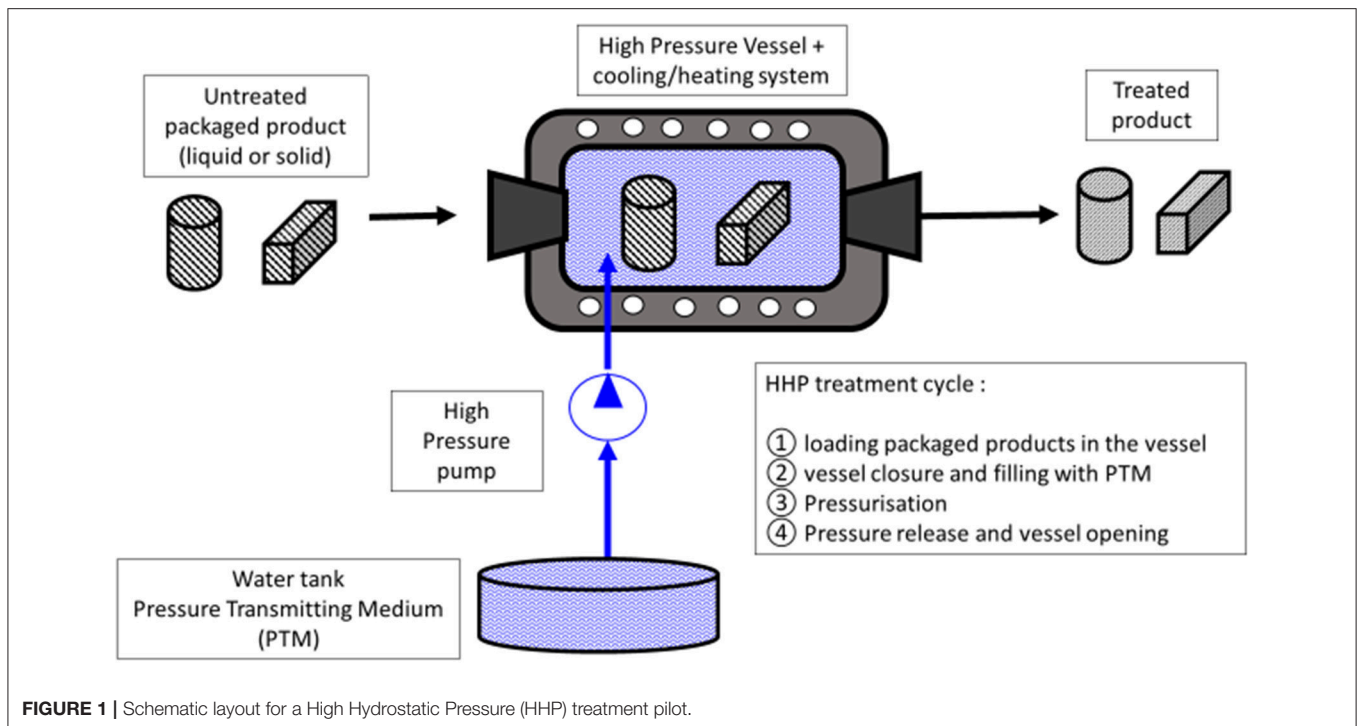 High Pressure Vessel +
cooling/heating system
Untreated
packaged product
(liquid or solid)
Treated
product
High
Pressure
pump
HHP treatment cycle :
① loading packaged products in the vessel
② vessel closure and filling with PTM
③ Pressurisation
④ Pressure release and vessel opening
Water tank
Pressure Transmitting Medium
(PTM)
FIGURE 1 | Schematic layout for a High Hydrostatic Pressure (HHP) treatment pilot.